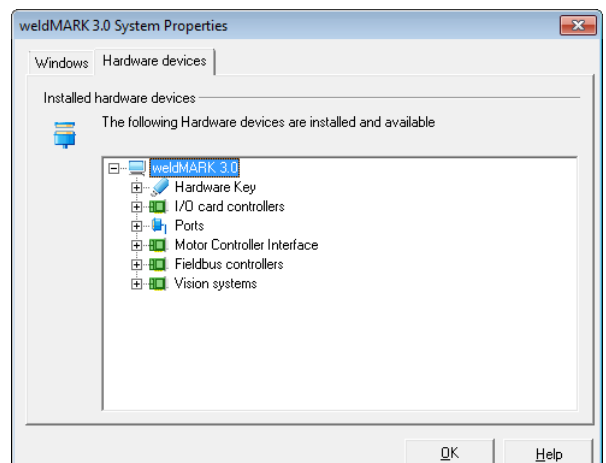 weldMARK 3.0 System Properties
Windows
Hardware devices
Installed hardware devices
The following Hardware devices are installed and available
weldMARK 3.0
Hardware Key
I/O card controllers
Ports
Motor Controller Interface
Fieldbus controllers
Vision systems
OK
Help